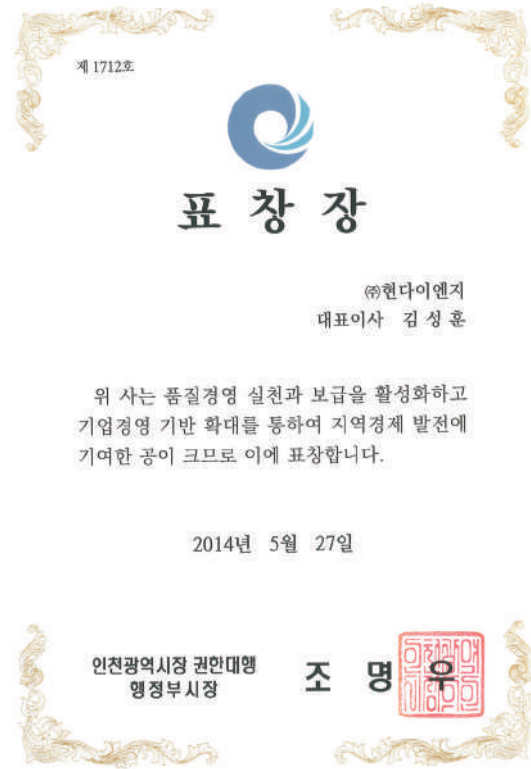 제 1712호
표 창 장
㈜현다이엔지
대표이사 김 성 훈
위 사는 품질경영 실천과 보급을 활성화하고
기업경영 기반 확대를 통하여 지역경제 발전에
기여한 공이 크므로 이에 표창합니다.
2014년 5월 27일
인천광역시장 권한대행
행정부시장
조 명 우